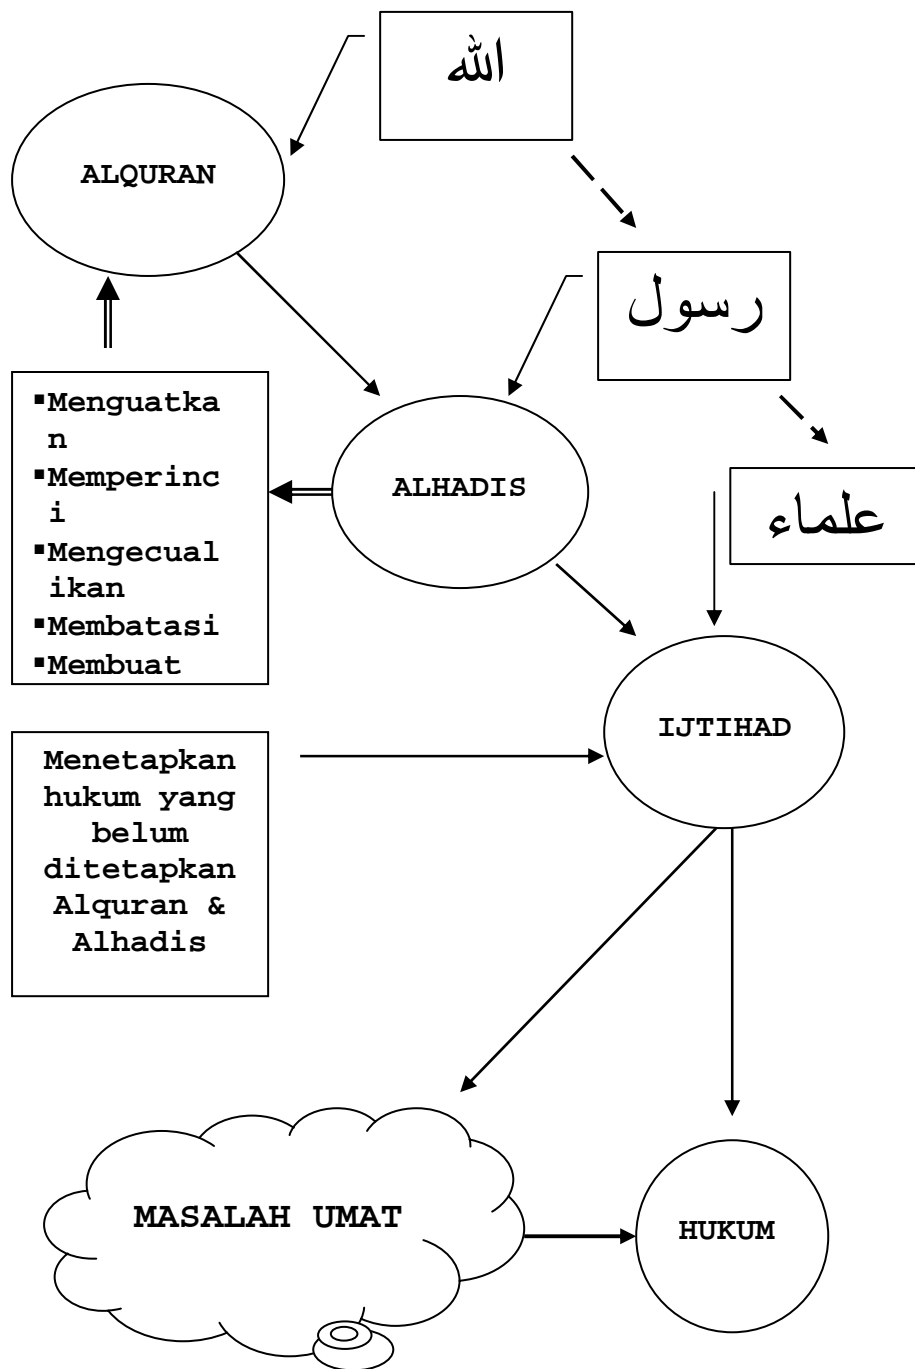 الله
ALQURAN
رسول
▪Menguatka
n
▪Memperinc
i
▪Mengecual
ikan
▪Membatasi
▪Membuat
ALHADIS
علماء
IJTIHAD
Menetapkan
hukum yang
belum
ditetapkan
Alquran &
Alhadis
MASALAH UMAT
HUKUM